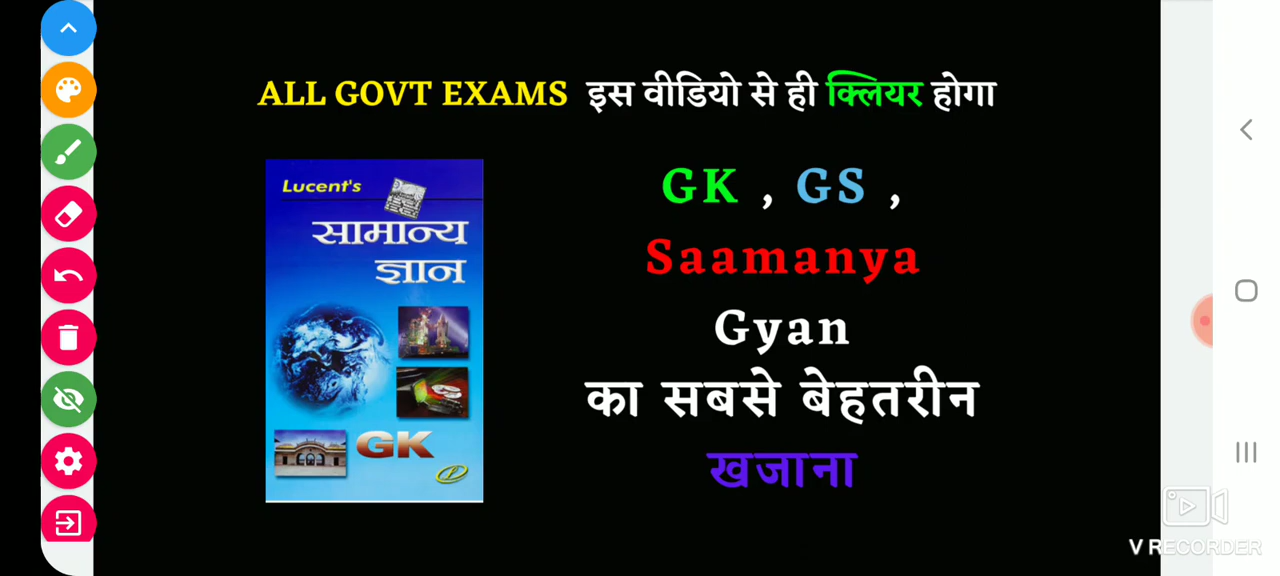 ALL GOVT EXAMS इस वीडियो से ही क्लियर होगा
Lucent's
सामान्य
ज्ञान
GK
GK , GS ,
Saamanya
Gyan
का सबसे बेहतरीन
खजाना
V RECORDER